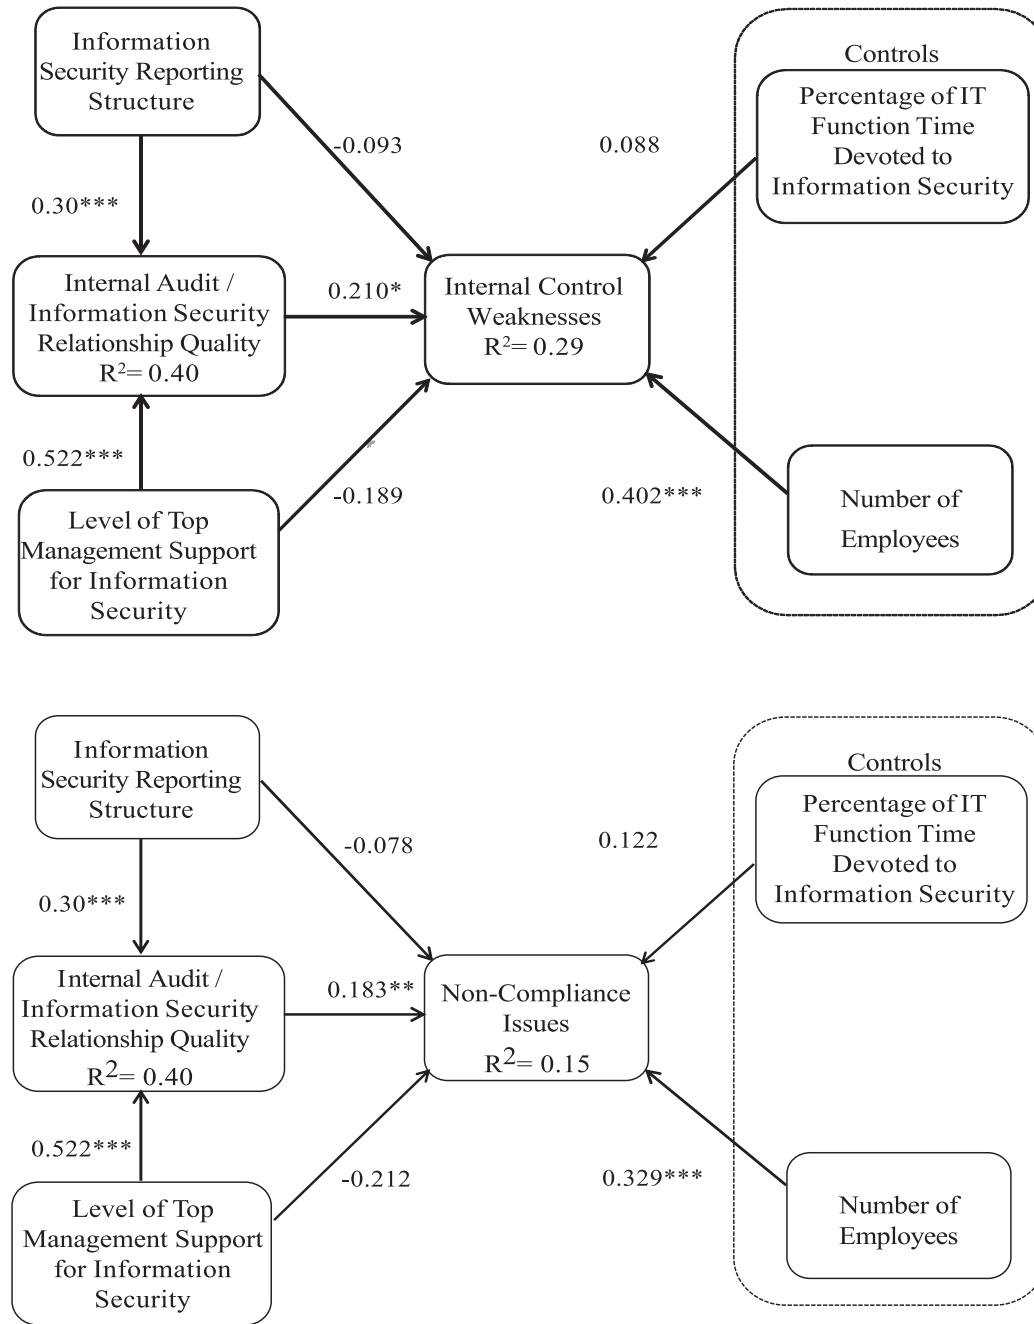 Information
Security Reporting
Structure
-0.093
0.30***
Internal Audit /
Information Security
Relationship Quality
R²= 0.40
0.210*
Internal Control
Weaknesses
R²= 0.29
0.522***
-0.189
Level of Top
Management Support
for Information
Security
Controls
Percentage of IT
Function Time
Devoted to
Information Security
0.088
0.402***
Number of
Employees
Information
Security Reporting
Structure
-0.078
0.30***
Internal Audit /
Information Security
Relationship Quality
R²= 0.40
0.183**
Non-Compliance
Issues
R²= 0.15
0.522***
-0.212
Level of Top
Management Support
for Information
Security
Controls
Percentage of IT
Function Time
Devoted to
Information Security
0.122
0.329***
Number of
Employees